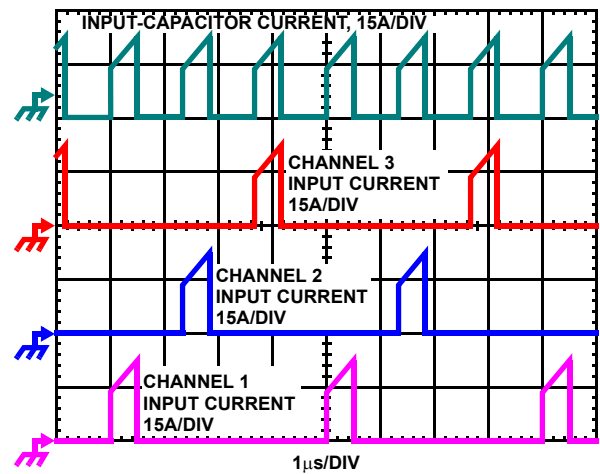 INPUT-CAPACITOR CURRENT, 15A/DIV
CHANNEL 3
INPUT CURRENT
15A/DIV
CHANNEL 2
INPUT CURRENT
15A/DIV
CHANNEL 1
INPUT CURRENT
15A/DIV
1μs/DIV